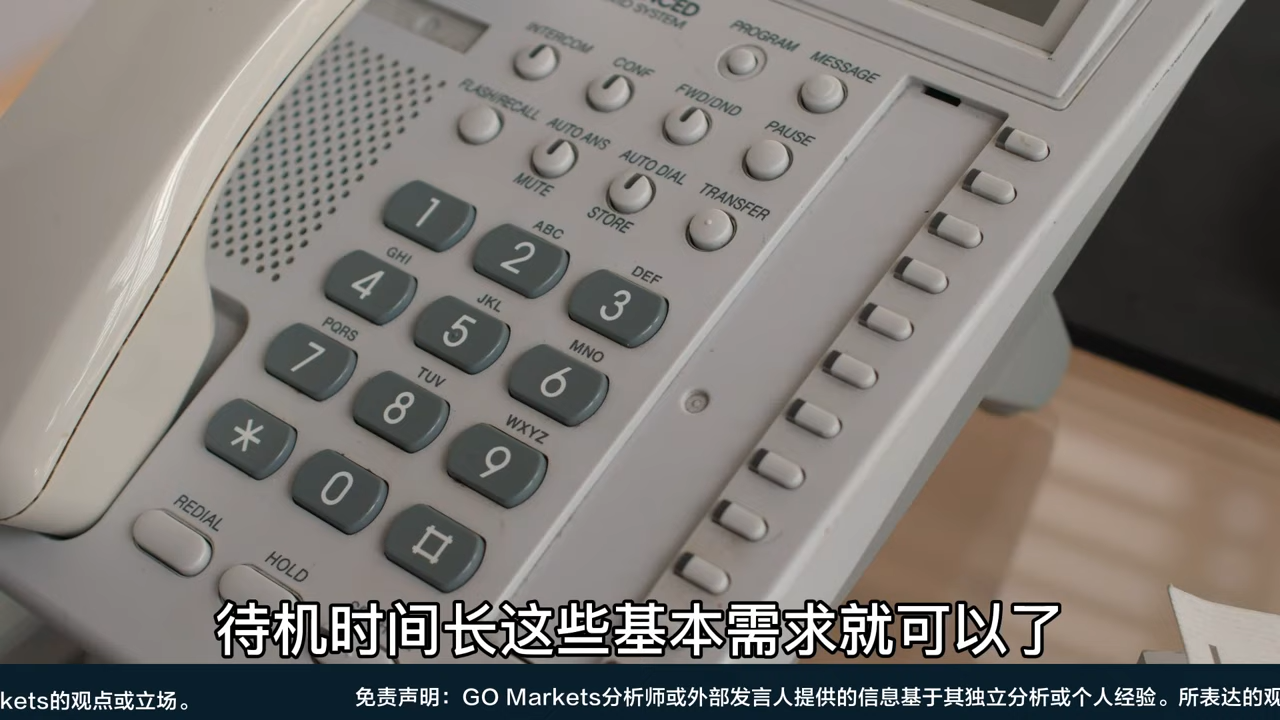 INTERCOM
CONF
PROGRAM
MESSAGE
FLASH/RECALL
AUTO ANS
FWD/DND
PAUSE
MUTE
AUTO DIAL
STORE
TRANSFER
1
2 ABC
3 DEF
4 GHI
5 JKL
6 MNO
7 PQRS
8 TUV
9 WXYZ
*
0
REDIAL
HOLD
待机时间长这些基本需求就可以了
kets的观点或立场。 免责声明：GO Markets分析师或外部发言人提供的信息基于其独立分析或个人经验。所表达的观